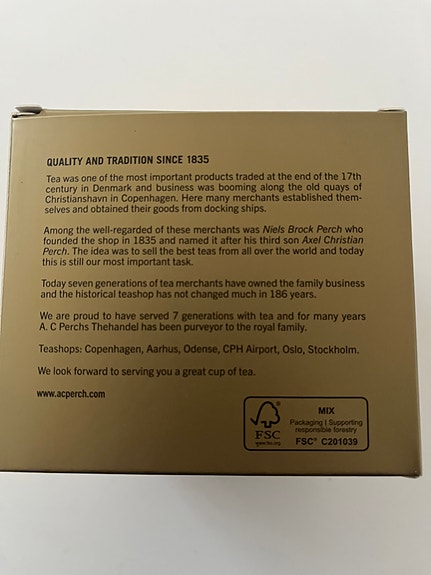 QUALITY AND TRADITION SINCE 1835
Tea was one of the most important products traded at the end of the 17th
century in Denmark and business was booming along the old quays of
Christianshavn in Copenhagen. Here many merchants established them-
selves and obtained their goods from docking ships.
Among the well-regarded of these merchants was Niels Brock Perch who
founded the shop in 1835 and named it after his third son Axel Christian
Perch. The idea was to sell the best teas from all over the world and today
this is still our most important task.
Today seven generations of tea merchants have owned the family business
and the historical teashop has not changed much in 186 years.
We are proud to have served 7 generations with tea and for many years
A. C Perchs Thehandel has been purveyor to the royal family.
Teashops: Copenhagen, Aarhus, Odense, CPH Airport, Oslo, Stockholm.
We look forward to serving you a great cup of tea.
www.acperch.com
FSC
www.fsc.org
MIX
Packaging | Supporting
responsible forestry
FSC® C201039